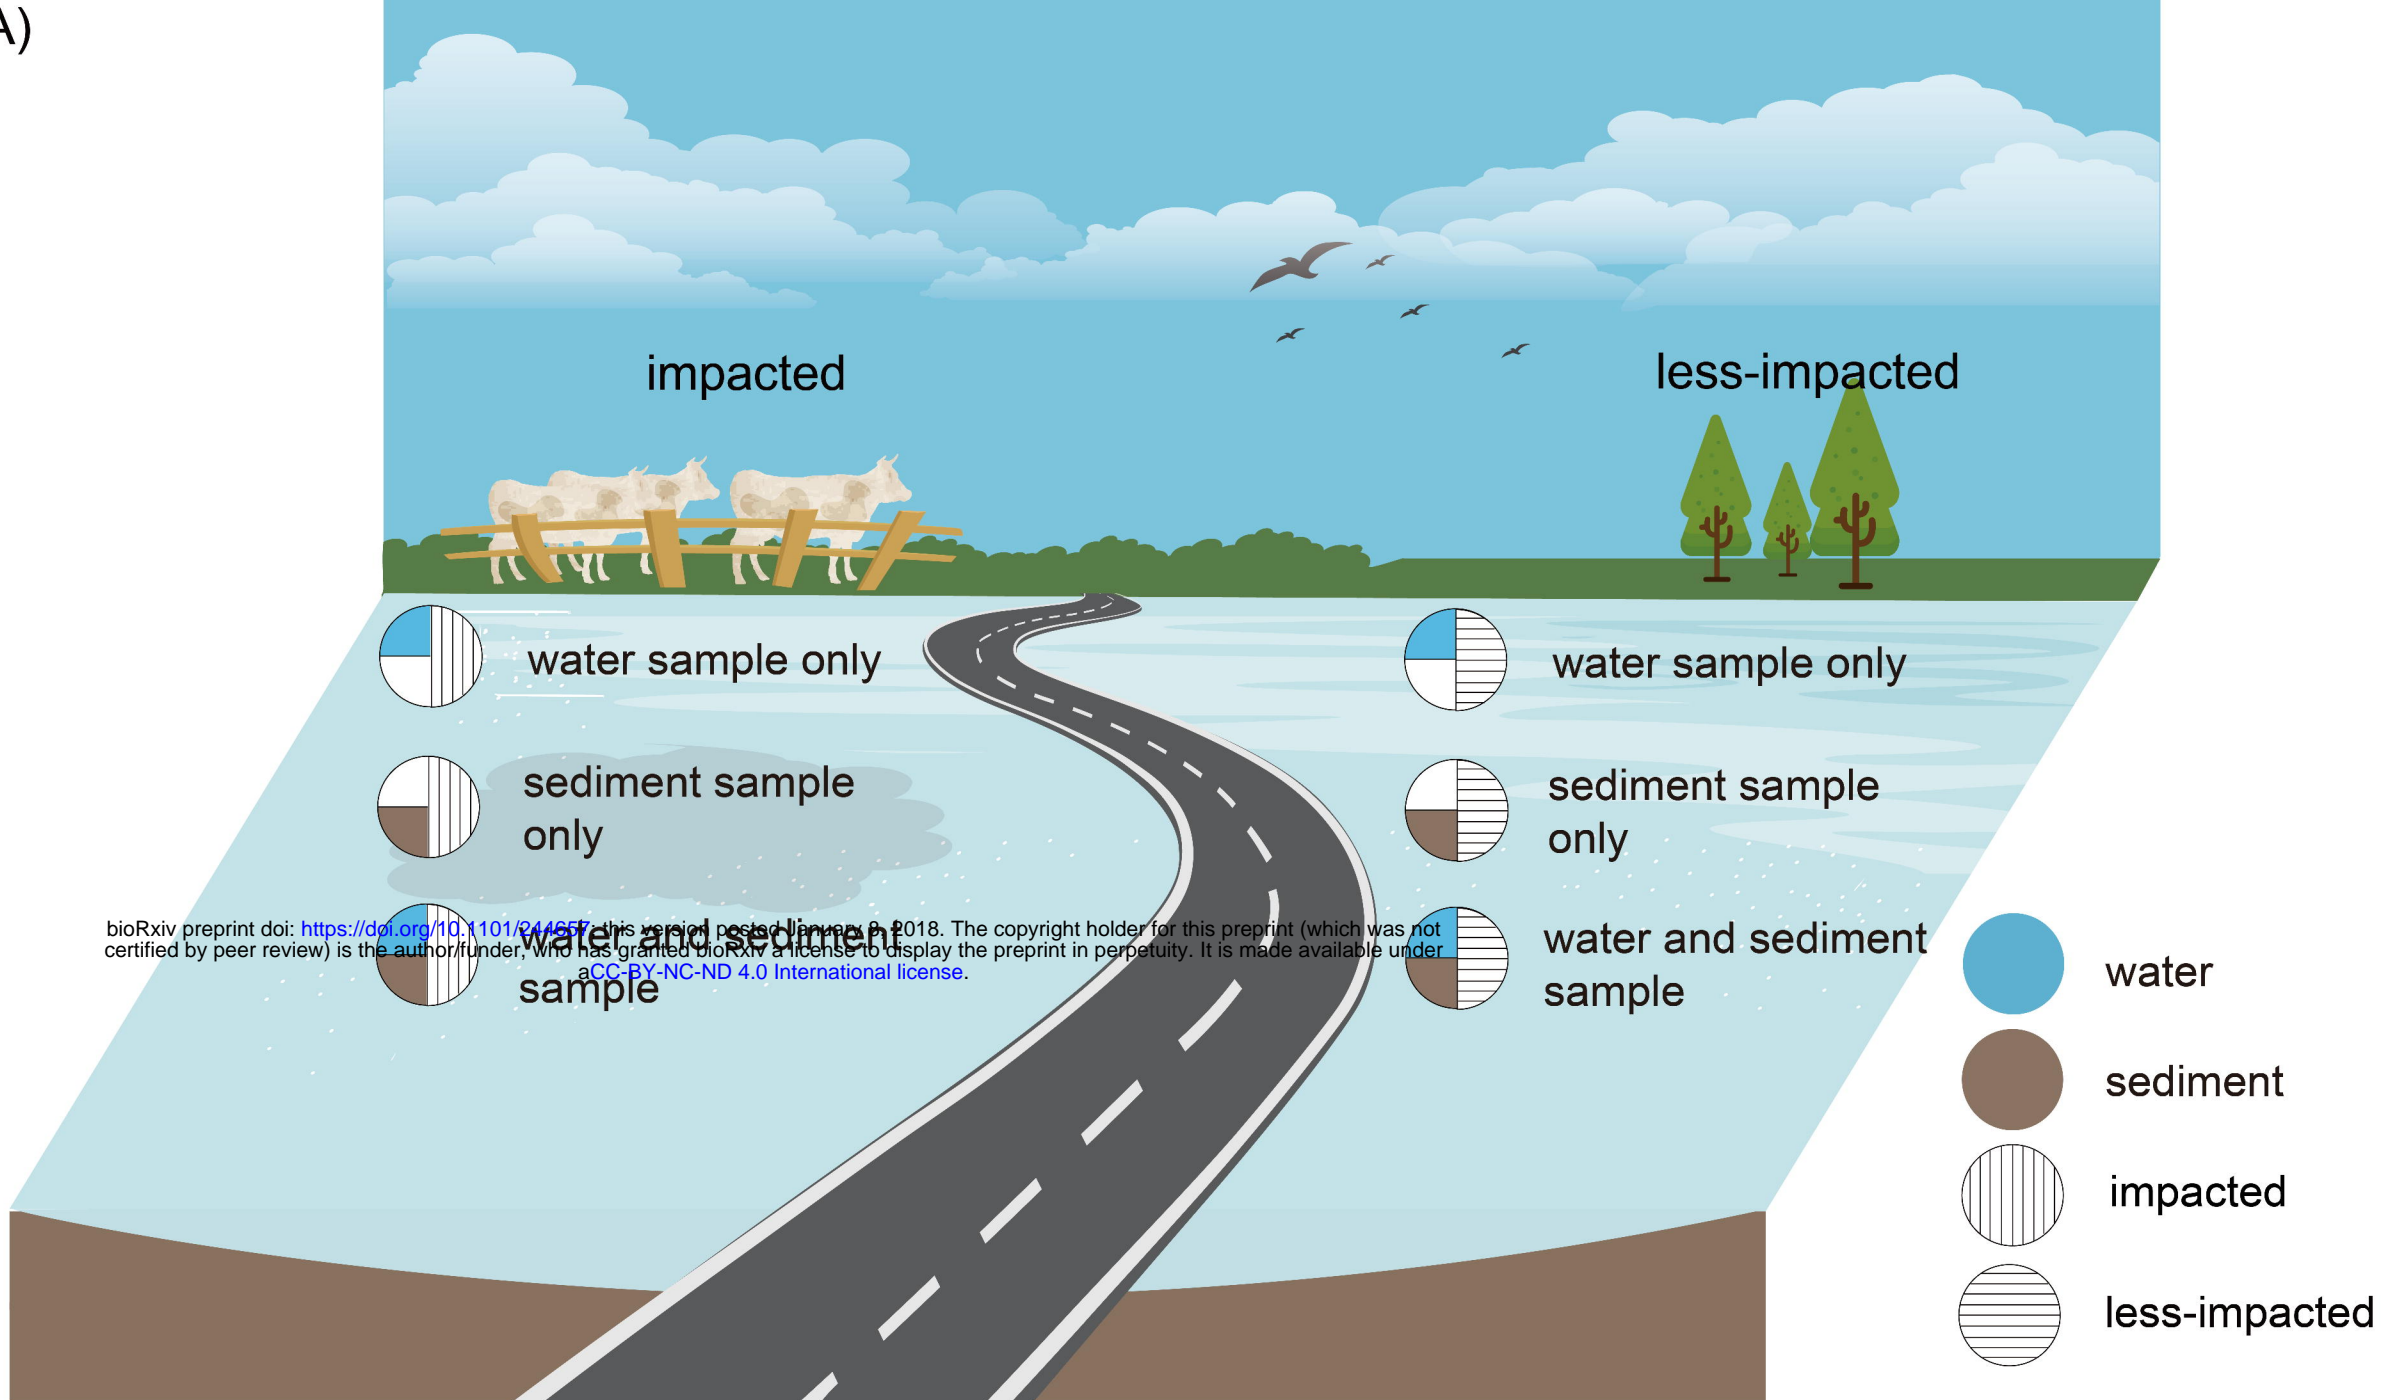 A)
impacted
less-impacted
water sample only
water sample only
sediment sample
only
sediment sample
only
bioRxiv preprint doi: https://doi.org/10.1101/244657; this version posted January 8, 2018. The copyright holder for this preprint (which was not
certified by peer review) is the author/funder, who has granted bioRxiv a license to display the preprint in perpetuity. It is made available under
aCC-BY-NC-ND 4.0 International license.
water and sediment
sample
water and sediment
sample
water
sediment
impacted
less-impacted